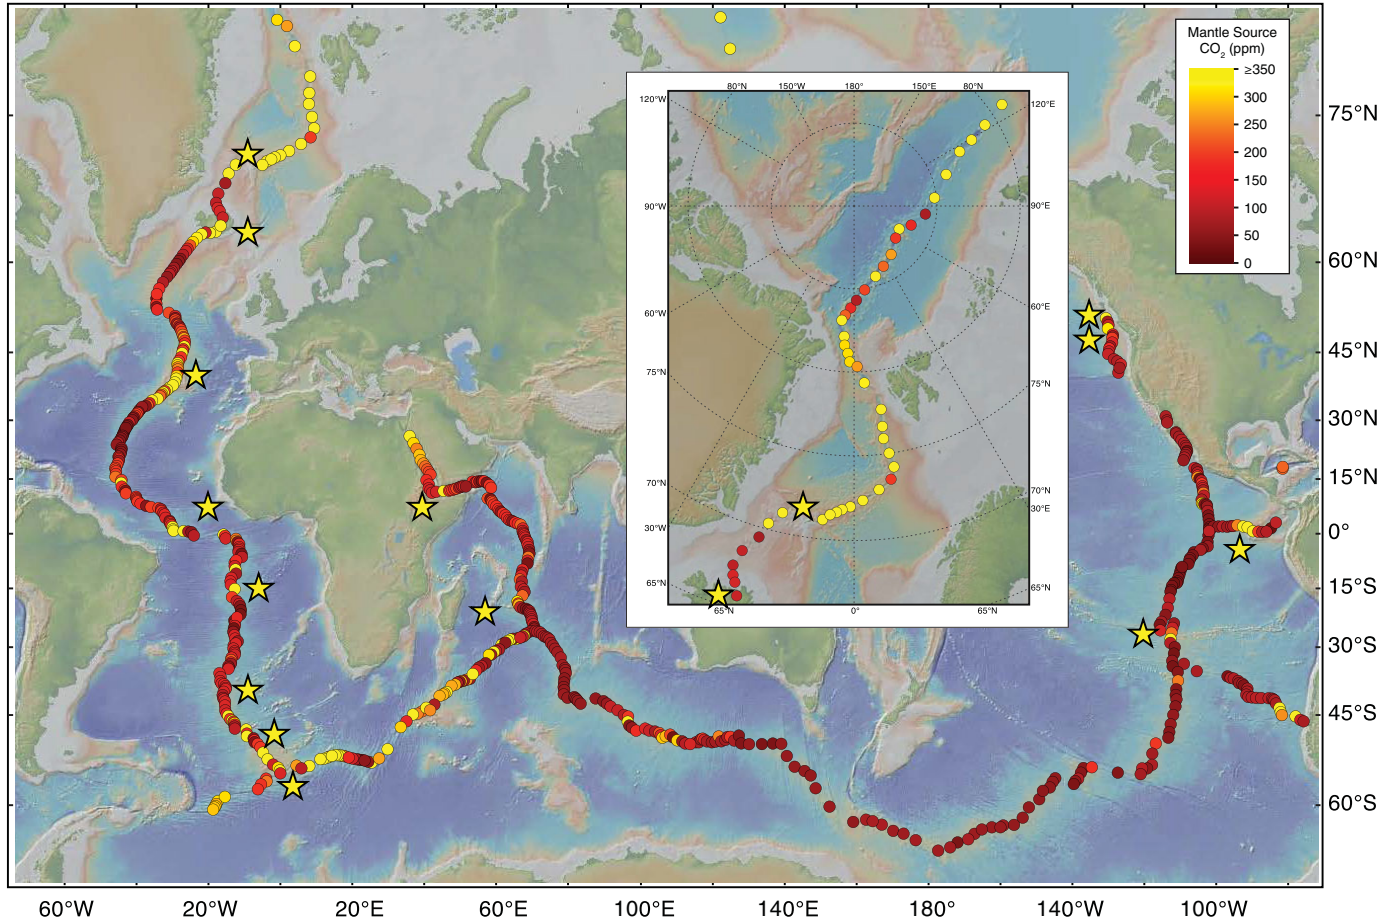 Mantle Source
CO2 (ppm)
≥350
300
250
200
150
100
50
0
80°N
150°W
180°
150°E
80°N
120°W
120°E
90°W
90°E
60°W
60°E
75°W
75°N
70°W
70°N
30°E
30°W
65°N
65°N
65°N
0°
65°N
75°N
60°N
45°N
30°N
15°N
0°
15°S
30°S
45°S
60°S
60°W
20°W
20°E
60°E
100°E
140°E
180°
140°W
100°W